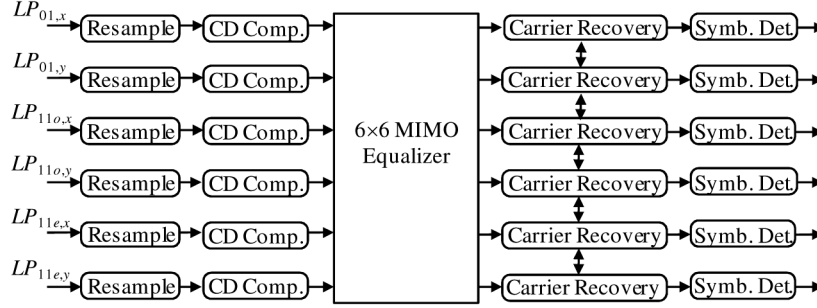 LP01,x
Resample CD Comp. Carrier Recovery Symb. Det.
LP01,y
Resample CD Comp. Carrier Recovery Symb. Det.
LP11o,x
Resample CD Comp. 6×6 MIMO Carrier Recovery Symb. Det.
Equalizer
LP11o,y
Resample CD Comp. Carrier Recovery Symb. Det.
LP11e,x
Resample CD Comp. Carrier Recovery Symb. Det.
LP11e,y
Resample CD Comp. Carrier Recovery Symb. Det.